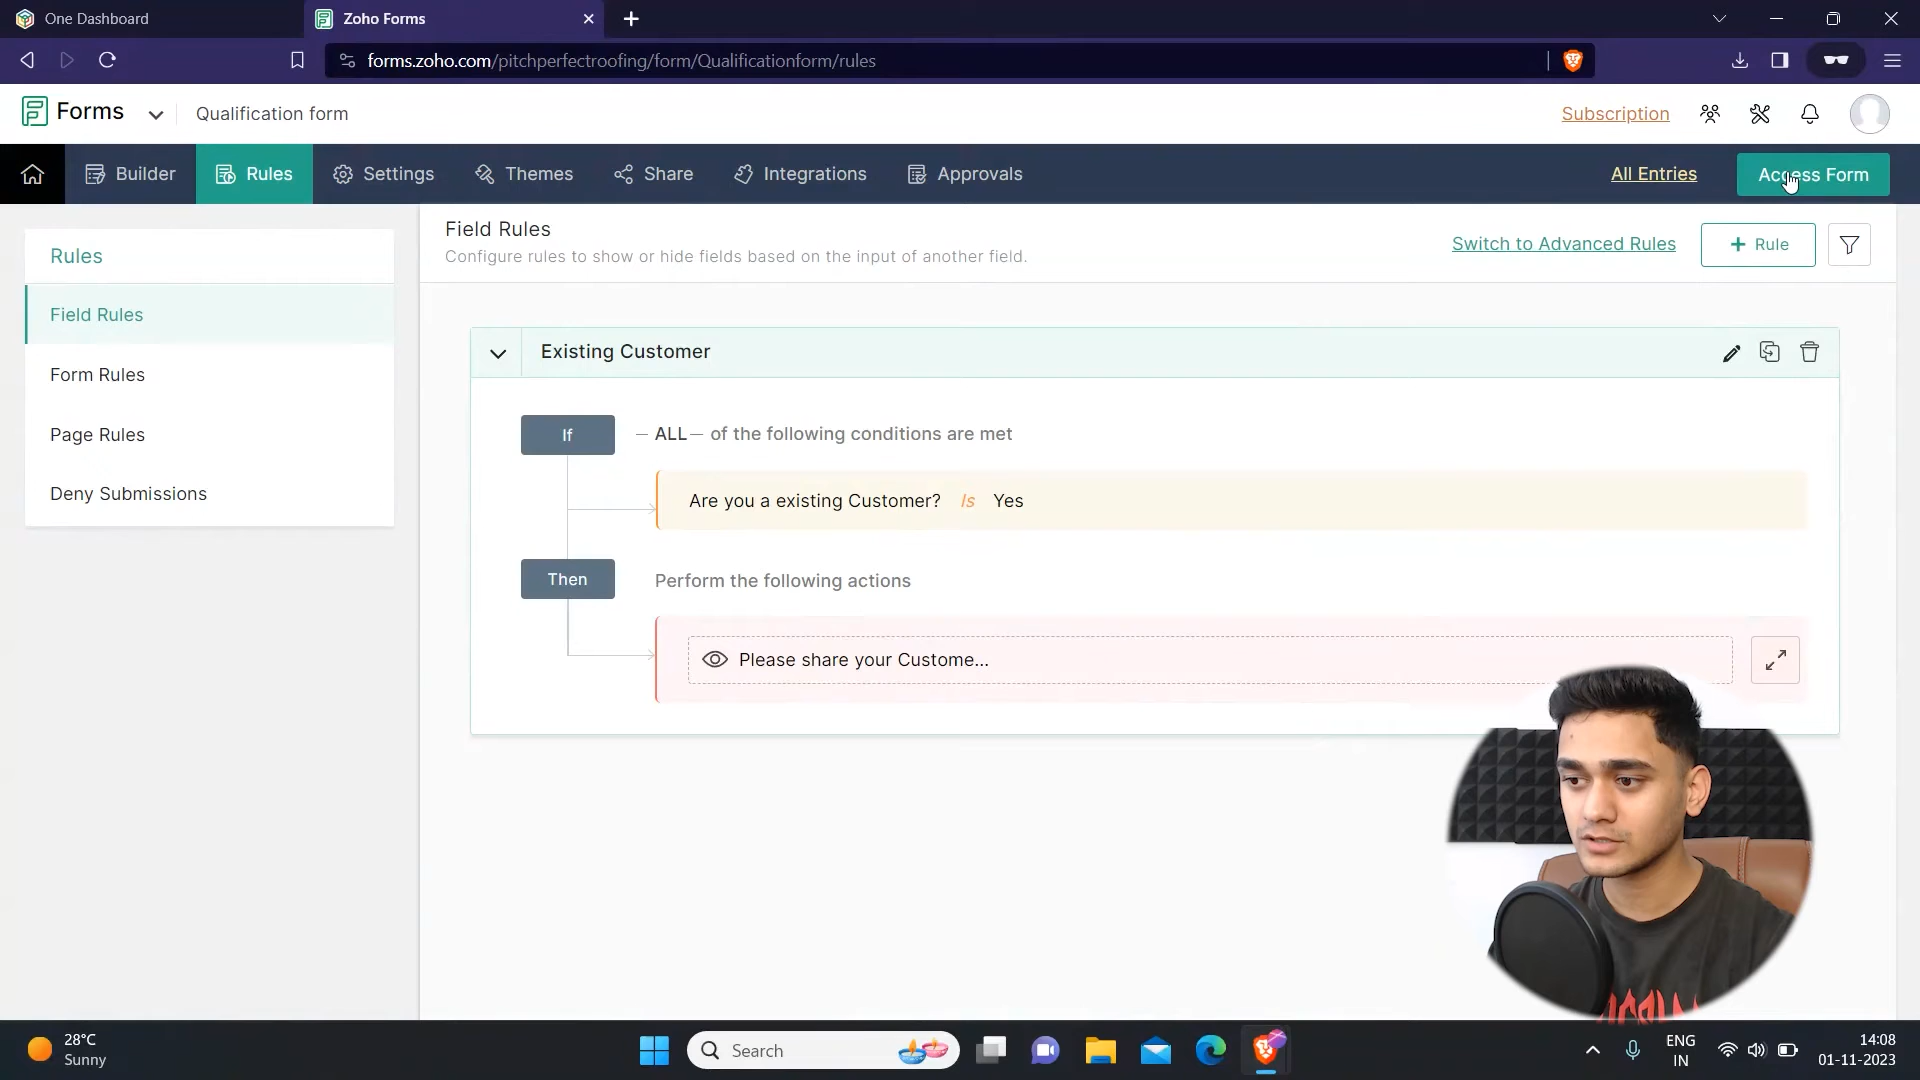 One Dashboard
Zoho Forms
forms.zoho.com/pitchperfectroofing/form/Qualificationform/rules
Forms
Qualification form
Subscription
Builder
Rules
Settings
Themes
Share
Integrations
Approvals
All Entries
Access Form
Rules
Field Rules
Form Rules
Page Rules
Deny Submissions
Field Rules
Configure rules to show or hide fields based on the input of another field.
Switch to Advanced Rules
+ Rule
Existing Customer
If
– ALL – of the following conditions are met
Are you a existing Customer? Is Yes
Then
Perform the following actions
Please share your Custome...
28°C
Sunny
Search
ENG
IN
14:08
01-11-2023